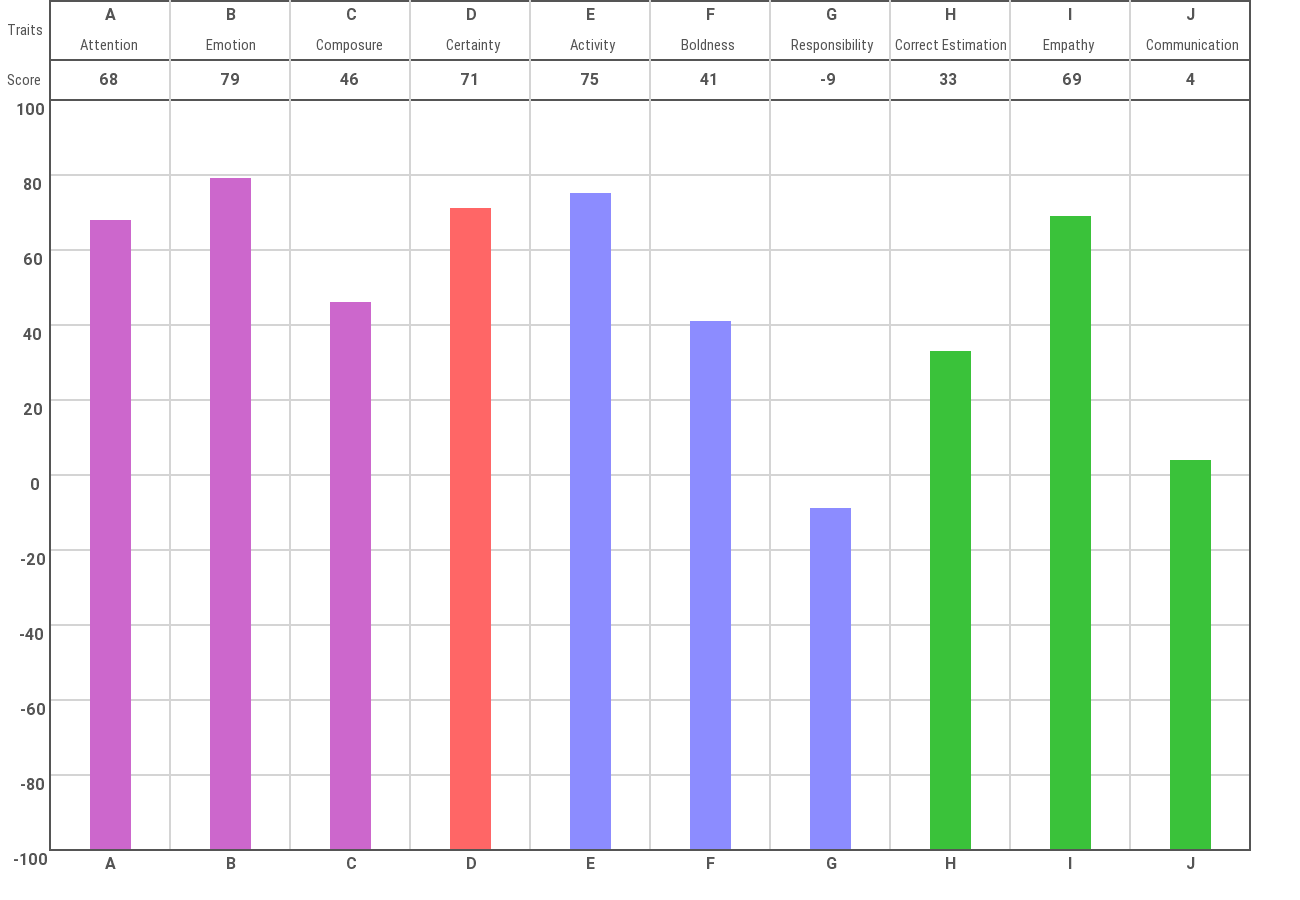 Traits A B C D E F G H I J
Attention Emotion Composure Certainty Activity Boldness Responsibility Correct Estimation Empathy Communication
Score 68 79 46 71 75 41 -9 33 69 4
100
80
60
40
20
0
-20
-40
-60
-80
-100
A B C D E F G H I J